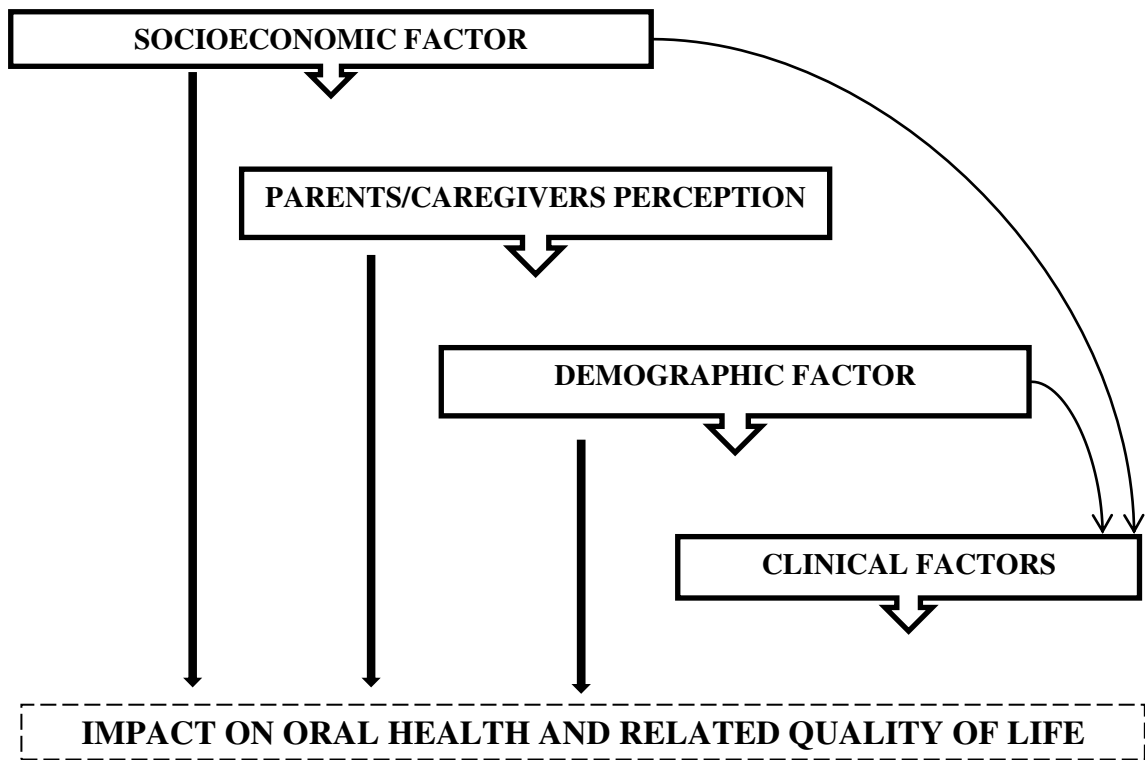 SOCIOECONOMIC FACTOR
PARENTS/CAREGIVERS PERCEPTION
DEMOGRAPHIC FACTOR
CLINICAL FACTORS
IMPACT ON ORAL HEALTH AND RELATED QUALITY OF LIFE